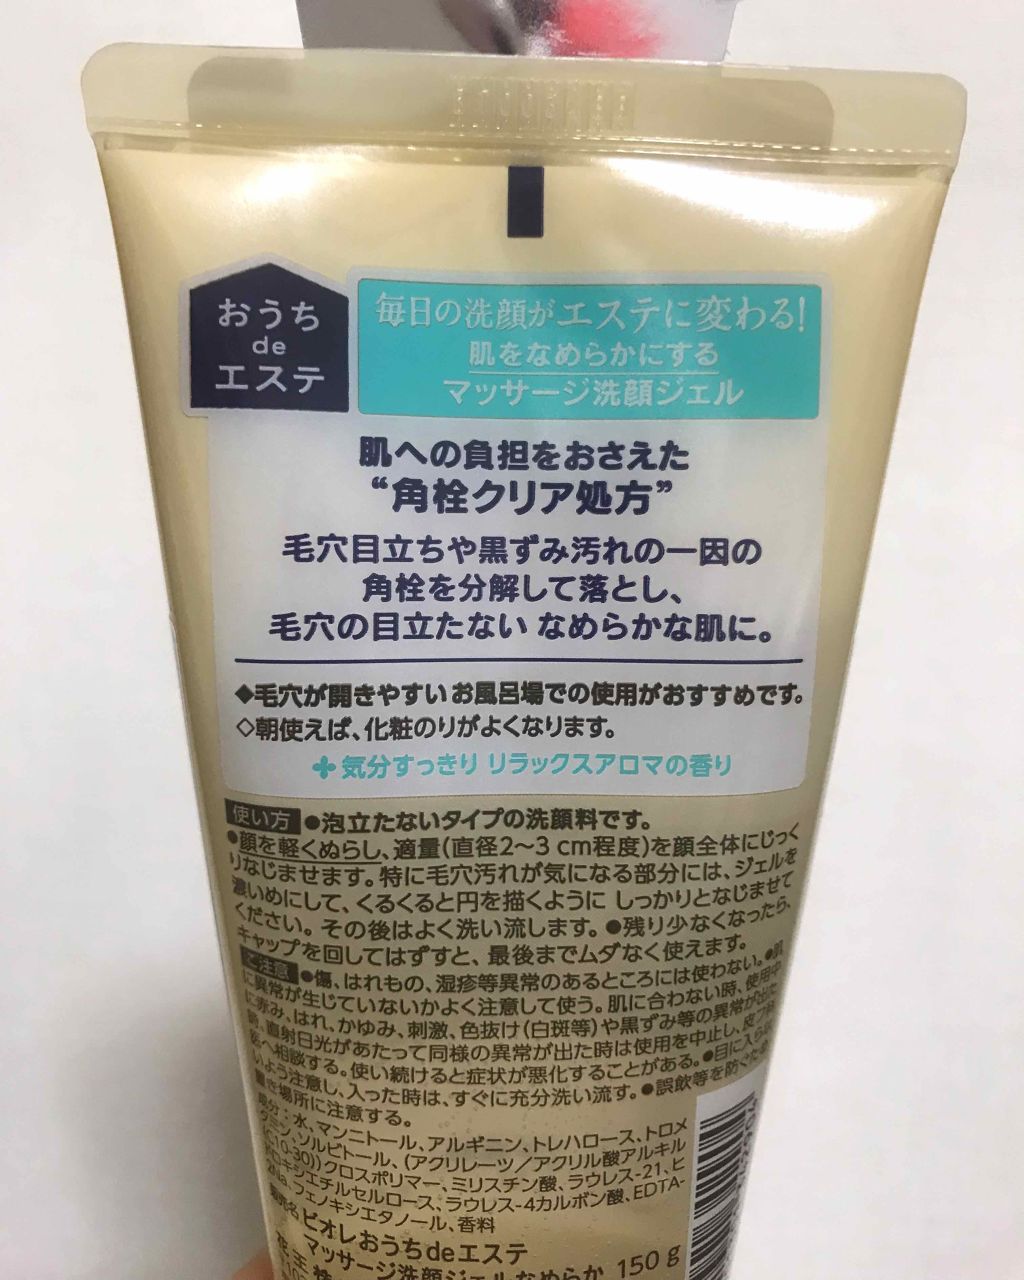 おうち
de
エステ
毎日の洗顔がエステに変わる!
肌をなめらかにする
マッサージ洗顔ジェル
肌への負担をおさえた
“角栓クリア処方”
毛穴目立ちや黒ずみ汚れの一因の
角栓を分解して落とし、
毛穴の目立たない なめらかな肌に。
◆毛穴が開きやすいお風呂場での使用がおすすめです。
◇朝使えば、化粧のりがよくなります。
気分すっきり リラックスアロマの香り
使い方 ●泡立たないタイプの洗顔料です。
●顔を軽くぬらし、適量(直径2〜3 cm程度)を顔全体にじっく
りなじませます。特に毛穴汚れが気になる部分には、ジェルを
濃いめにして、くるくると円を描くように しっかりとなじませて
ください。その後はよく洗い流します。●残り少なくなったら、
キャップを回してはずすと、最後までムダなく使えます。
ご注意 ●傷、はれもの、湿疹等異常のあるところには使わない。●肌
に異常が生じていないかよく注意して使う。肌に合わない時、使用中
に赤み、はれ、かゆみ、刺激、色抜け(白斑等)や黒ずみ等の異常が出た
時、直射日光があたって同様の異常が出た時は使用を中止し、皮フ科
医へ相談する。使い続けると症状が悪化することがある。●目に入らな
いよう注意し、入った時は、すぐに充分洗い流す。●誤飲等を防ぐため
置き場所に注意する。
成分:水、マンニトール、アルギニン、トレハロース、トロメ
タミン、ソルビトール、(アクリレーツ/アクリル酸アルキル
(C10-30))クロスポリマー、ミリスチン酸、ラウレス-21、ヒ
ドロキシエチルセルロース、ラウレス-4カルボン酸、EDTA-
2Na、フェノキシエタノール、香料
販売名 ビオレおうちdeエステ
マッサージ洗顔ジェルなめらか 150 g
花王株